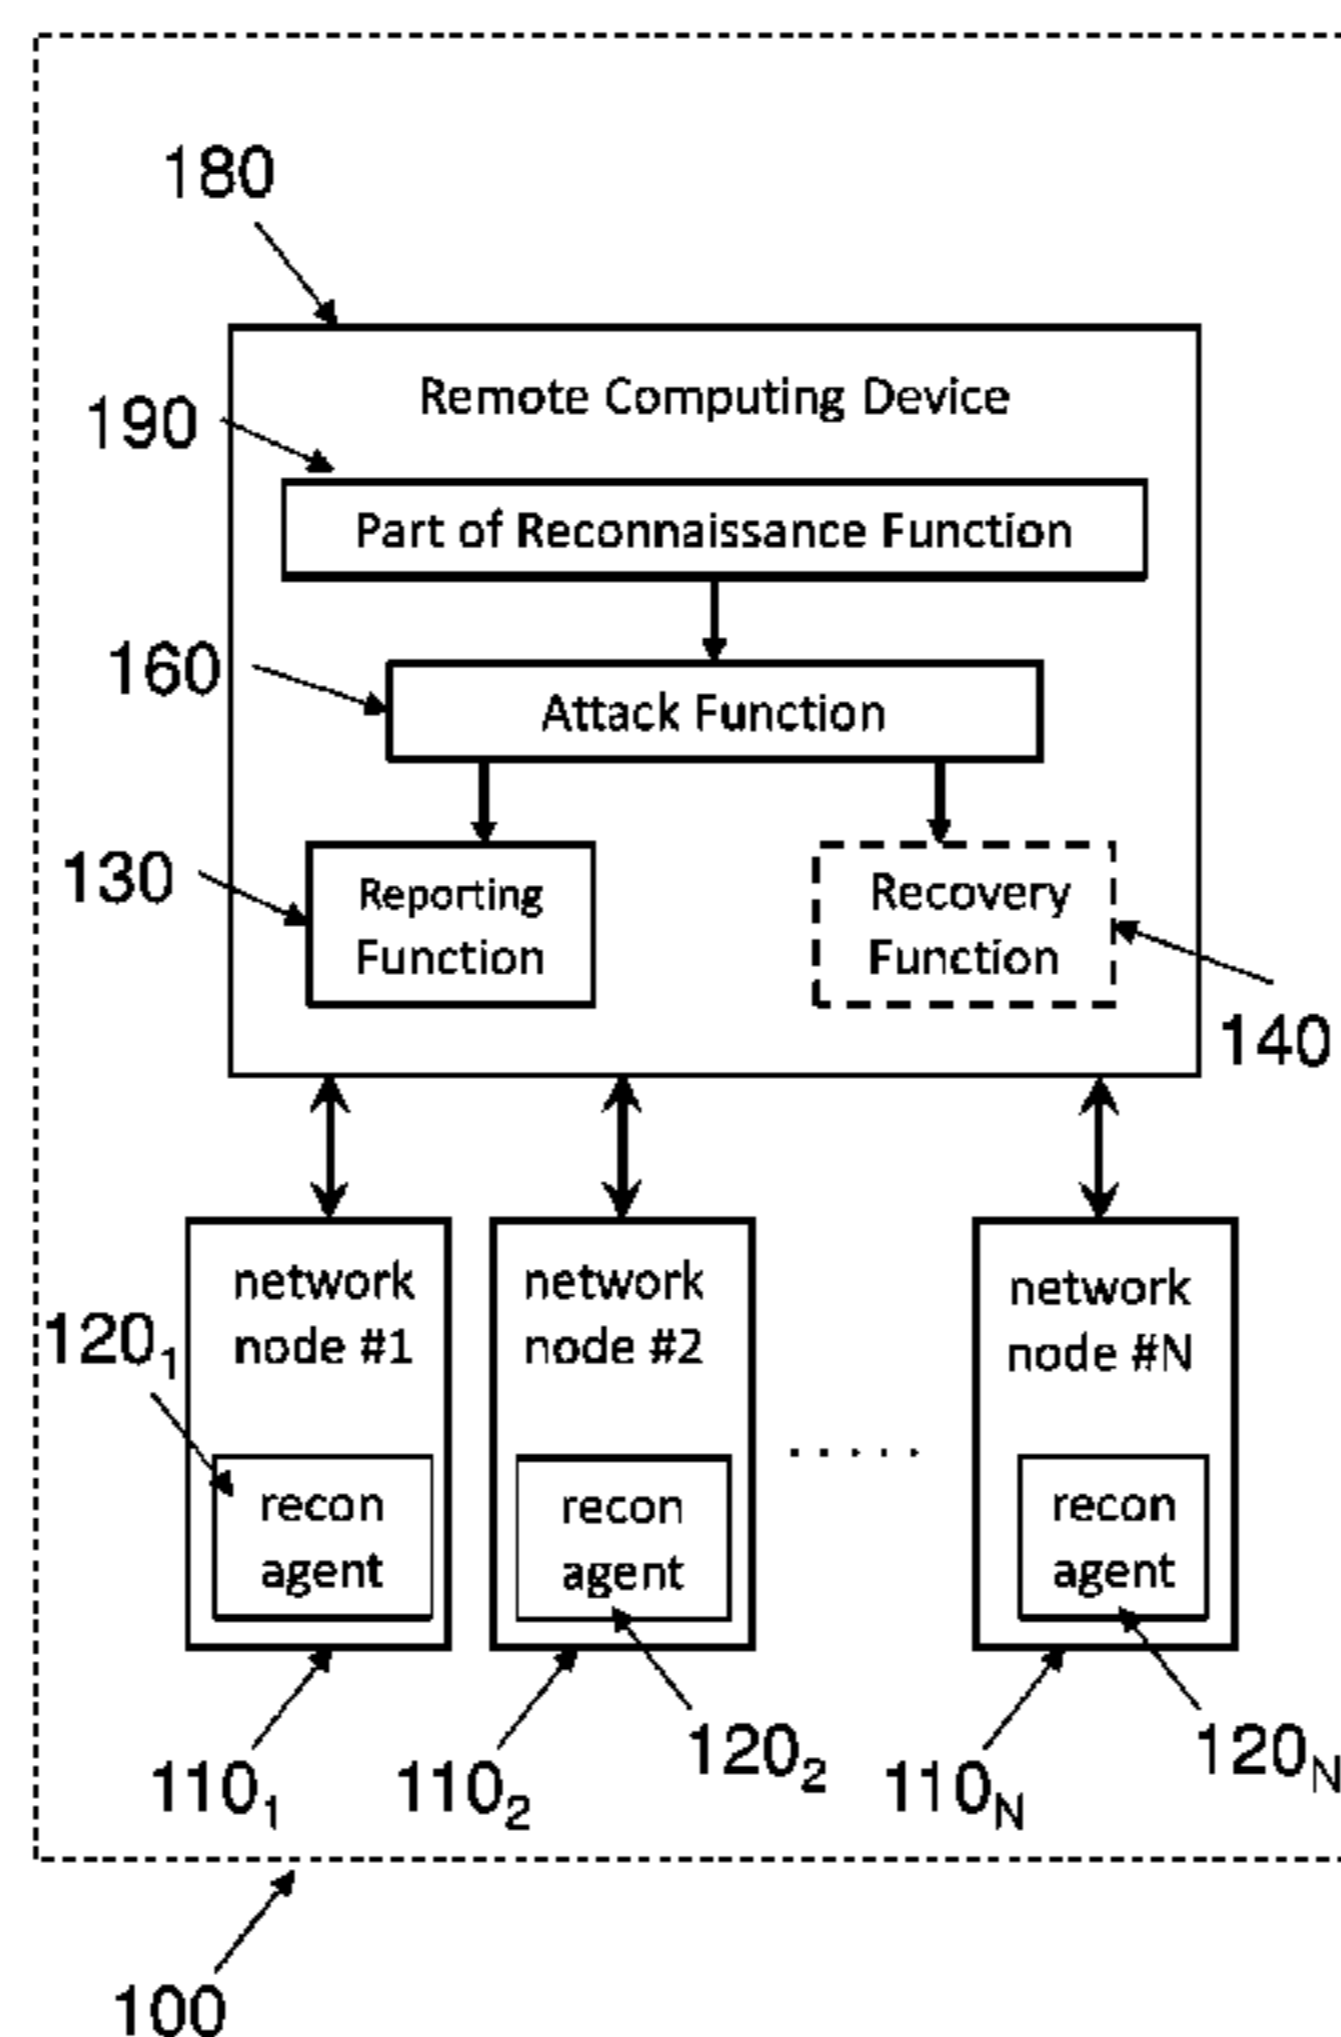 180
Remote Computing Device
190
Part of Reconnaissance Function
160
Attack Function
130
Reporting
Function
Recovery
Function
140
network
node #1
network
node #2
network
node #N
120₁
recon
agent
recon
agent
.....
recon
agent
110₁
110₂
120₂
110N
120N
100